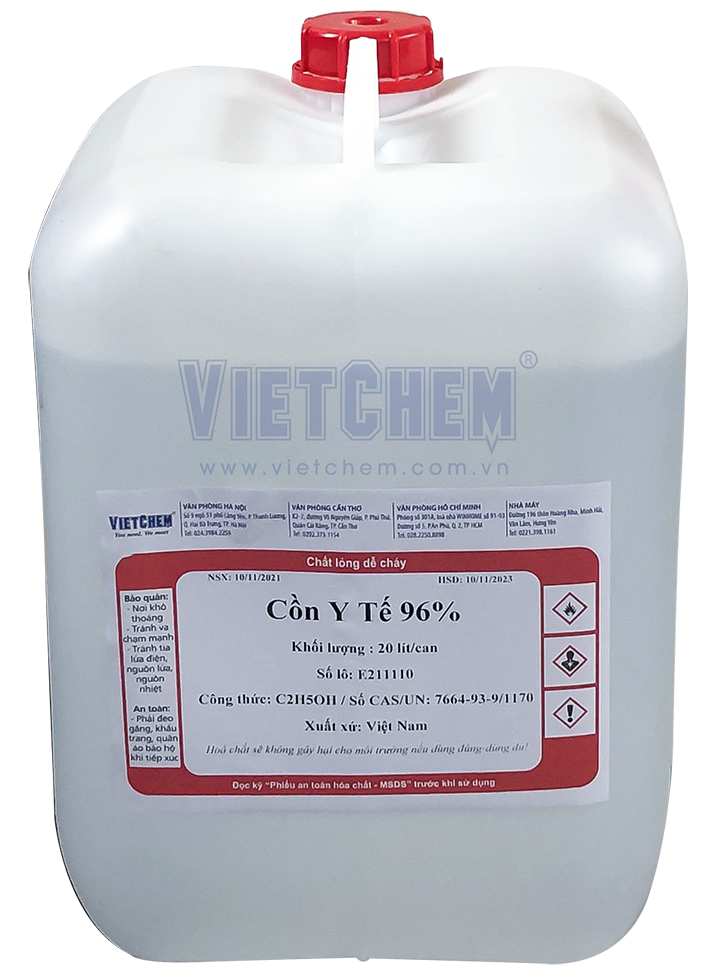 VIETCHEM®
www.vietchem.com.vn
VIETCHEM
You need, We meet
VĂN PHÒNG HÀ NỘI
Số 9 ngõ 51 phố Lãng Yên, P. Thanh Lương,
Q. Hai Bà Trưng, TP. Hà Nội
Tel: 024.3984.2256
VĂN PHÒNG CẦN THƠ
K2-7, đường Võ Nguyên Giáp, P. Phú Thứ,
Quận Cái Răng, TP. Cần Thơ
Tel: 0292.373.1154
VĂN PHÒNG HỒ CHÍ MINH
Phòng 301A, toà nhà WINHOME số 91-93
Đường số 5, P.An Phú, Q. 2, TP HCM
Tel: 028.2250.8898
NHÀ MÁY
Đường 196 thôn Hoàng Nha, Minh Hải,
Văn Lâm, Hưng Yên
Tel: 0221.398.1161
Chất lỏng dễ cháy
NSX: 10/11/2021
HSD: 10/11/2023
Cồn Y Tế 96%
Khối lượng : 20 lít/can
Số lô: E211110
Công thức: C2H5OH / Số CAS/UN: 7664-93-9/1170
Xuất xứ: Việt Nam
Hoá chất sẽ không gây hại cho môi trường nếu dùng đúng-dùng đủ!
Bảo quản:
- Nơi khô
thoáng
- Tránh va
chạm mạnh
- Tránh tia
lửa điện,
nguồn lửa,
nguồn
nhiệt
An toàn:
- Phải đeo
găng, khẩu
trang, quần
áo bảo hộ
khi tiếp xúc
Đọc kỹ "Phiếu an toàn hóa chất - MSDS" trước khi sử dụng